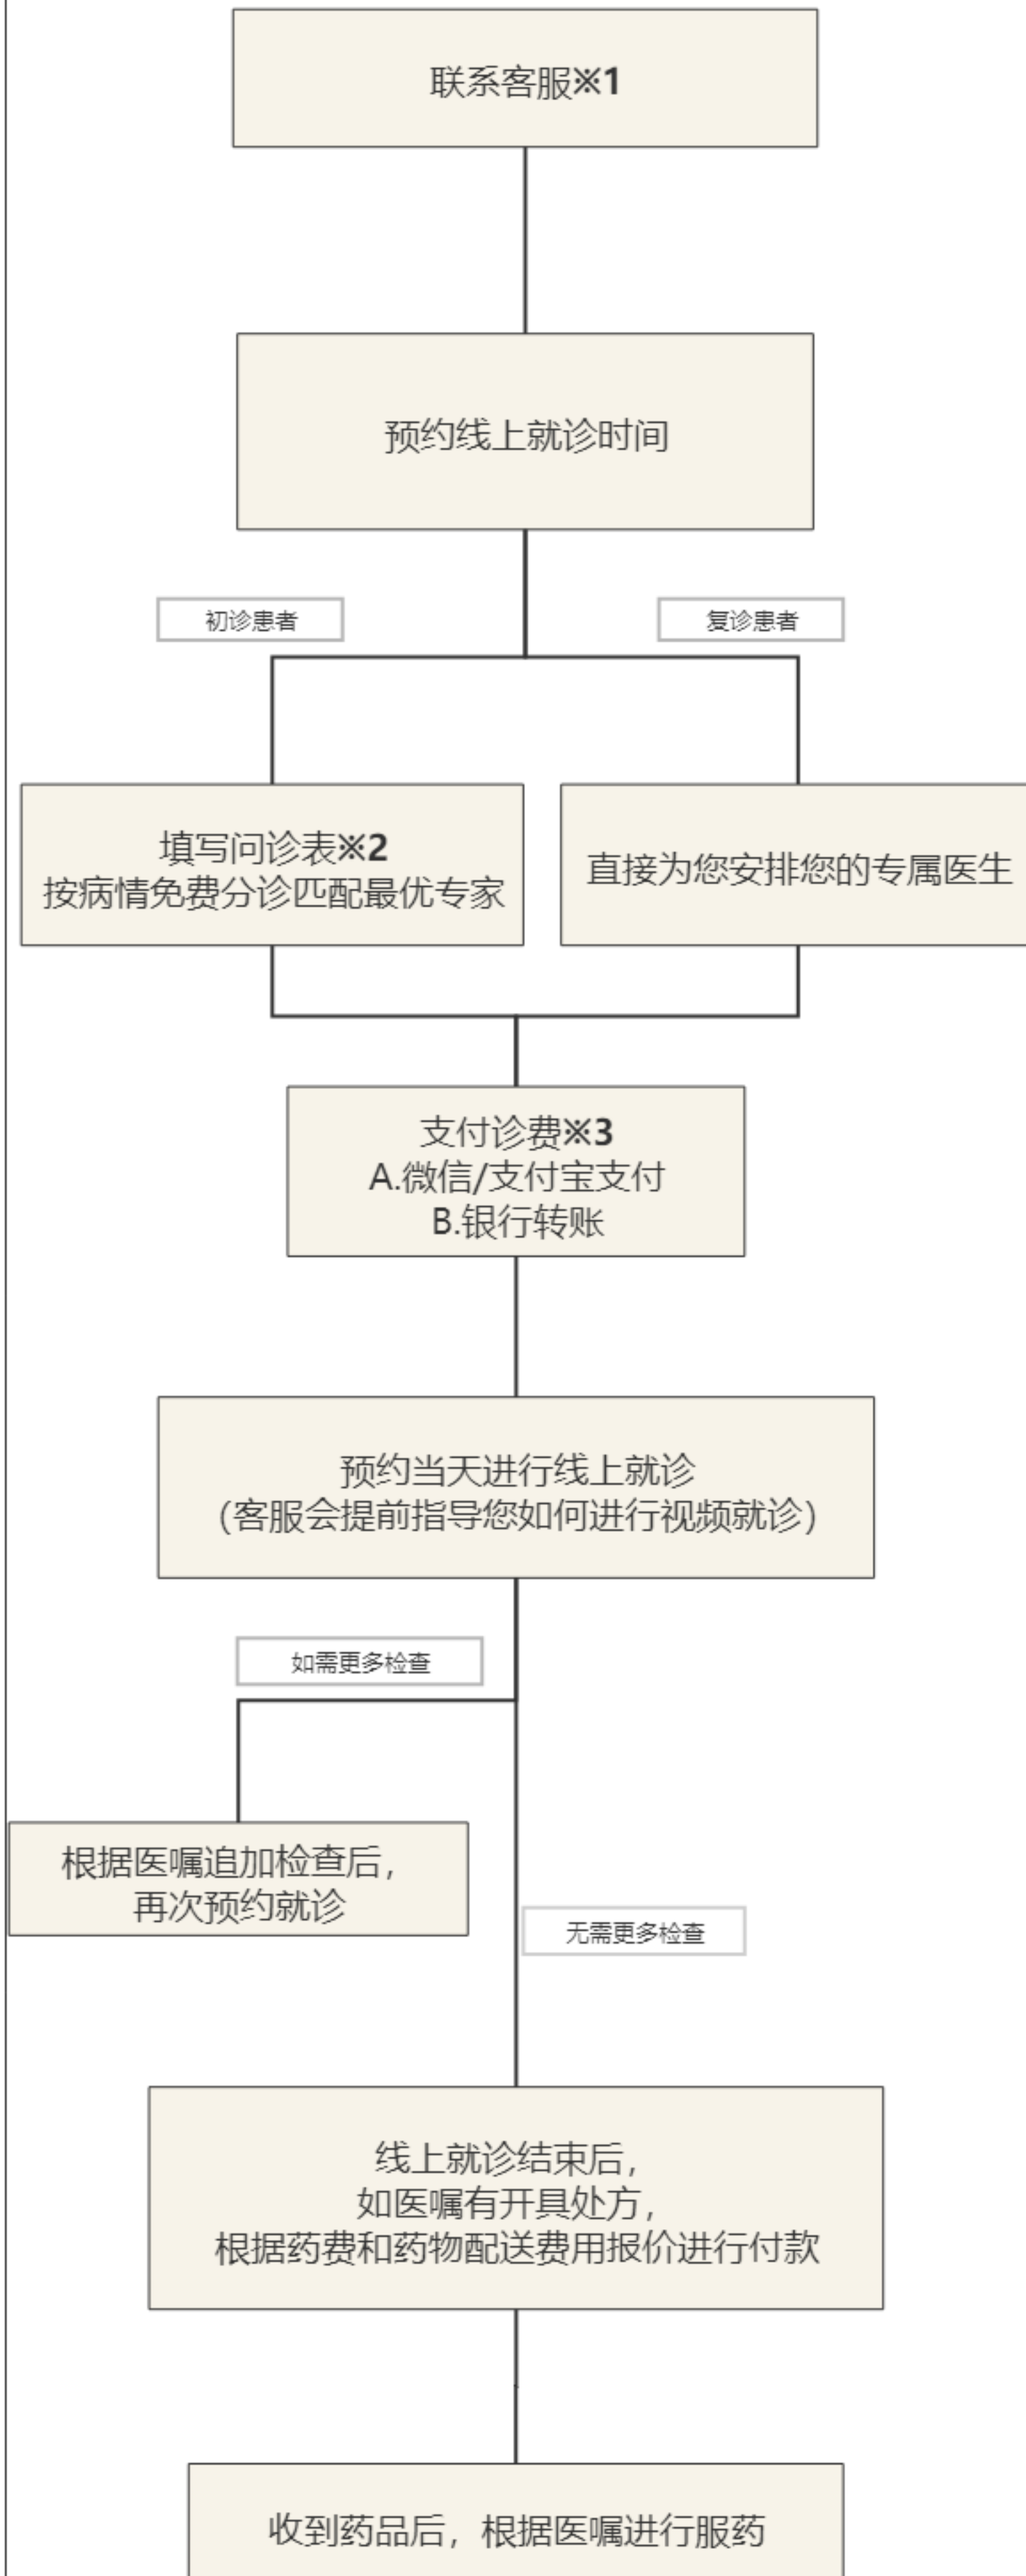 联系客服※1
预约线上就诊时间
初诊患者
复诊患者
填写问诊表※2
按病情免费分诊匹配最优专家
直接为您安排您的专属医生
支付诊费※3
A.微信/支付宝支付
B.银行转账
预约当天进行线上就诊
（客服会提前指导您如何进行视频就诊）
如需更多检查
根据医嘱追加检查后，
再次预约就诊
无需更多检查
线上就诊结束后，
如医嘱有开具处方，
根据药费和药物配送费用报价进行付款
收到药品后，根据医嘱进行服药